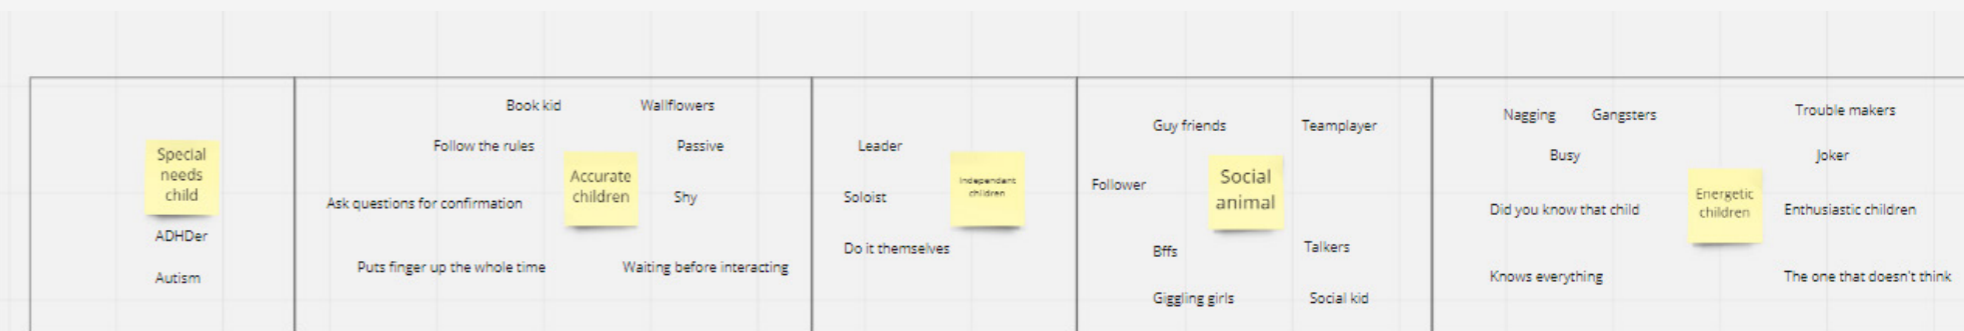 Special
needs
child
ADHDer
Autism
Book kid
Wallflowers
Follow the rules
Passive
Accurate
children
Ask questions for confirmation
Shy
Puts finger up the whole time
Waiting before interacting
Leader
Independent
children
Soloist
Do it themselves
Guy friends
Teamplayer
Follower
Social
animal
Bffs
Talkers
Giggling girls
Social kid
Nagging
Gangsters
Trouble makers
Busy
Joker
Energetic
children
Did you know that child
Enthusiastic children
Knows everything
The one that doesn't think